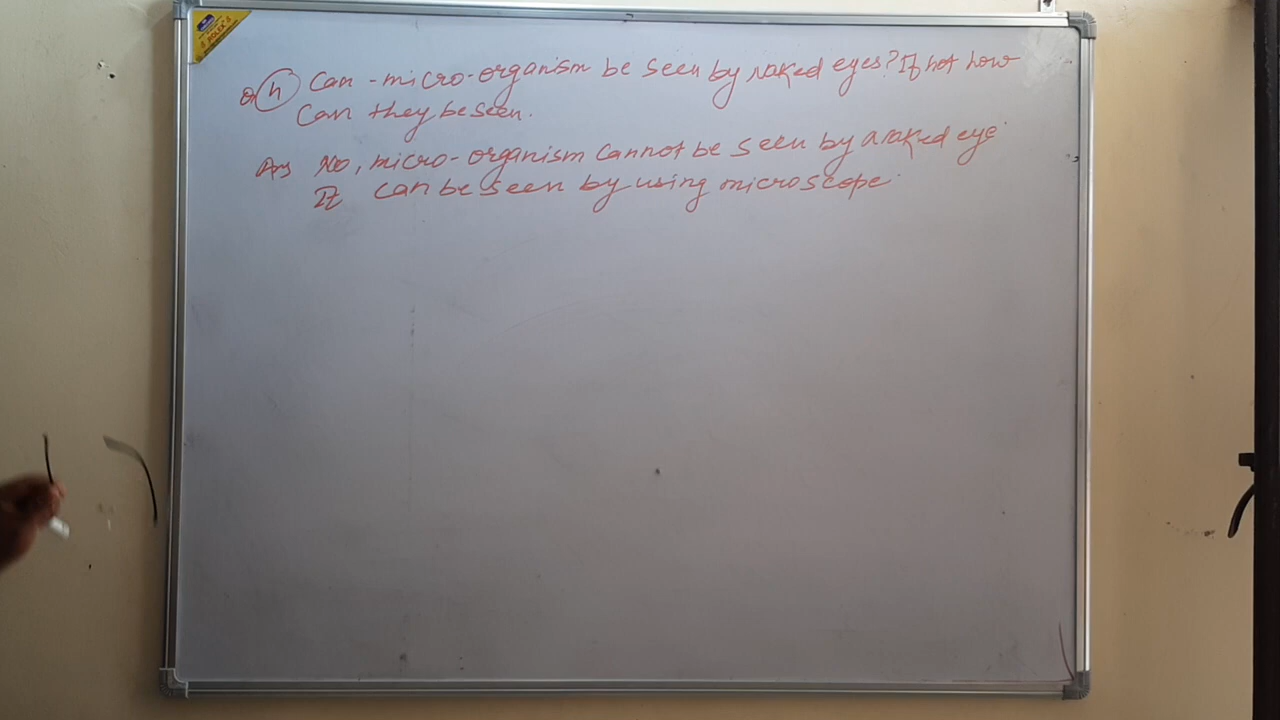 Q (h) Can -micro-organism be seen by naked eyes? If not how
Can they be seen.
Ans No, micro-organism cannot be seen by a naked eye.
It can be seen by using microscope.